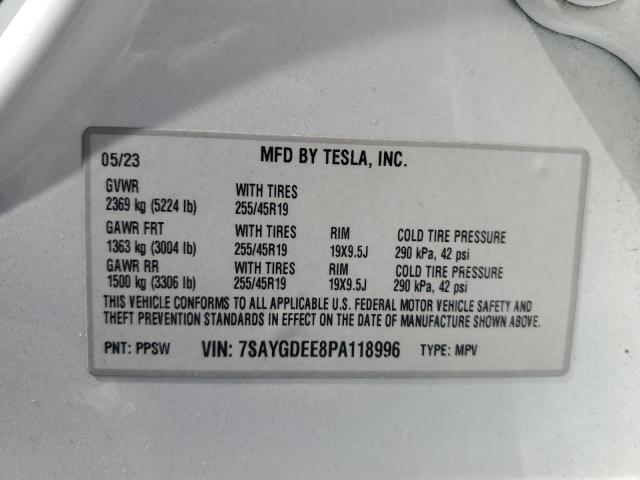 05/23 MFD BY TESLA, INC.
GVWR WITH TIRES
2369 kg (5224 lb) 255/45R19
GAWR FRT WITH TIRES RIM COLD TIRE PRESSURE
1363 kg (3004 lb) 255/45R19 19X9.5J 290 kPa, 42 psi
GAWR RR WITH TIRES RIM COLD TIRE PRESSURE
1500 kg (3306 lb) 255/45R19 19X9.5J 290 kPa, 42 psi
THIS VEHICLE CONFORMS TO ALL APPLICABLE U.S. FEDERAL MOTOR VEHICLE SAFETY AND
THEFT PREVENTION STANDARDS IN EFFECT ON THE DATE OF MANUFACTURE SHOWN ABOVE.
PNT: PPSW VIN: 7SAYGDEE8PA118996 TYPE: MPV